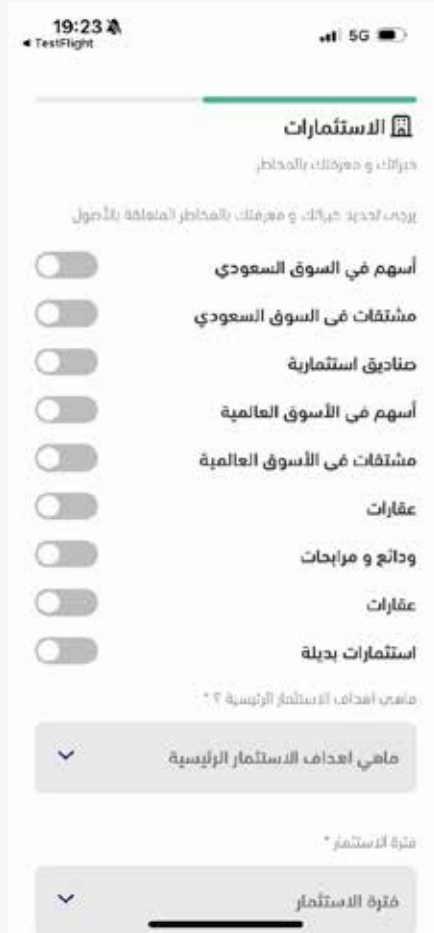 19:23
5G
TestFlight
الاستثمارات
خبراتك و معرفتك بالمخاطر
يرجى تحديد خبراتك و معرفتك بالمخاطر المتعلقة بالأصول
أسهم في السوق السعودي
مشتقات في السوق السعودي
صناديق استثمارية
أسهم في الأسوق العالمية
مشتقات في الأسوق العالمية
عقارات
ودائع و مرابحات
عقارات
استثمارات بديلة
ماهي اهداف الاستثمار الرئيسية ؟ *
ماهي اهداف الاستثمار الرئيسية
فترة الاستثمار *
فترة الاستثمار